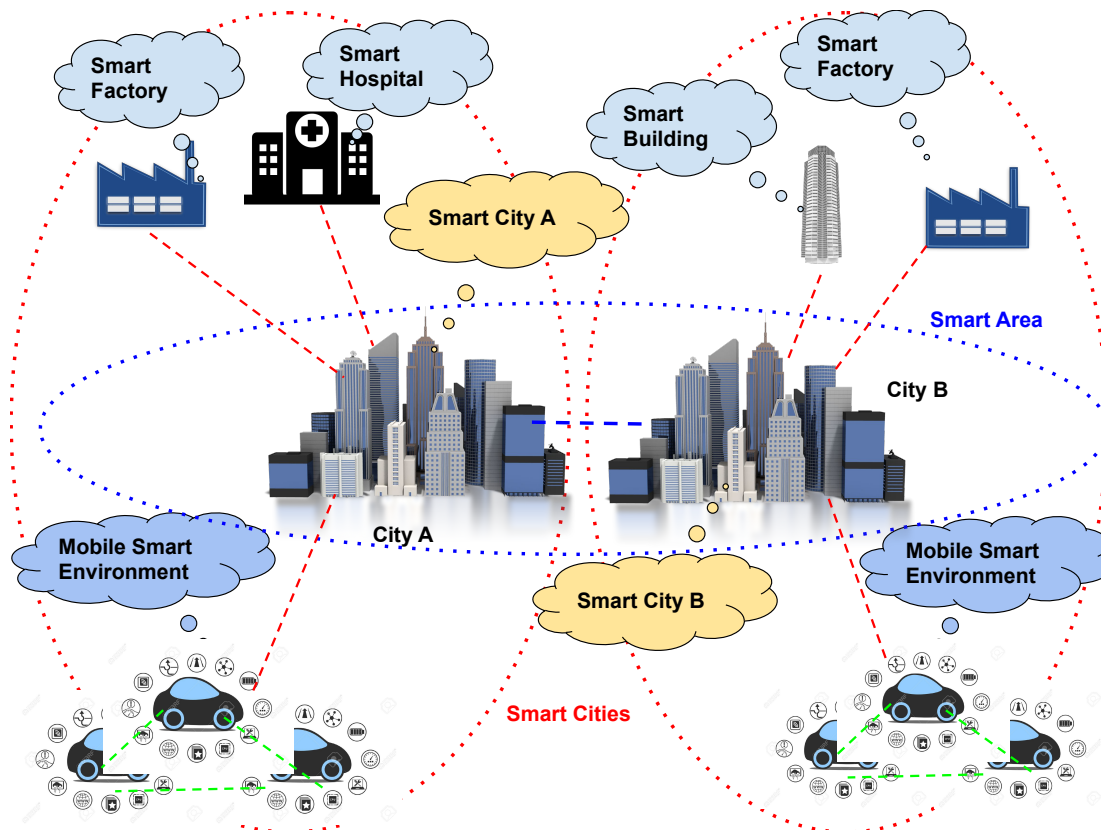 Smart
Factory
Smart
Hospital
Smart
Factory
Smart
Building
Smart City A
Smart Area
City B
City A
Mobile Smart
Environment
Mobile Smart
Environment
Smart City B
Smart Cities